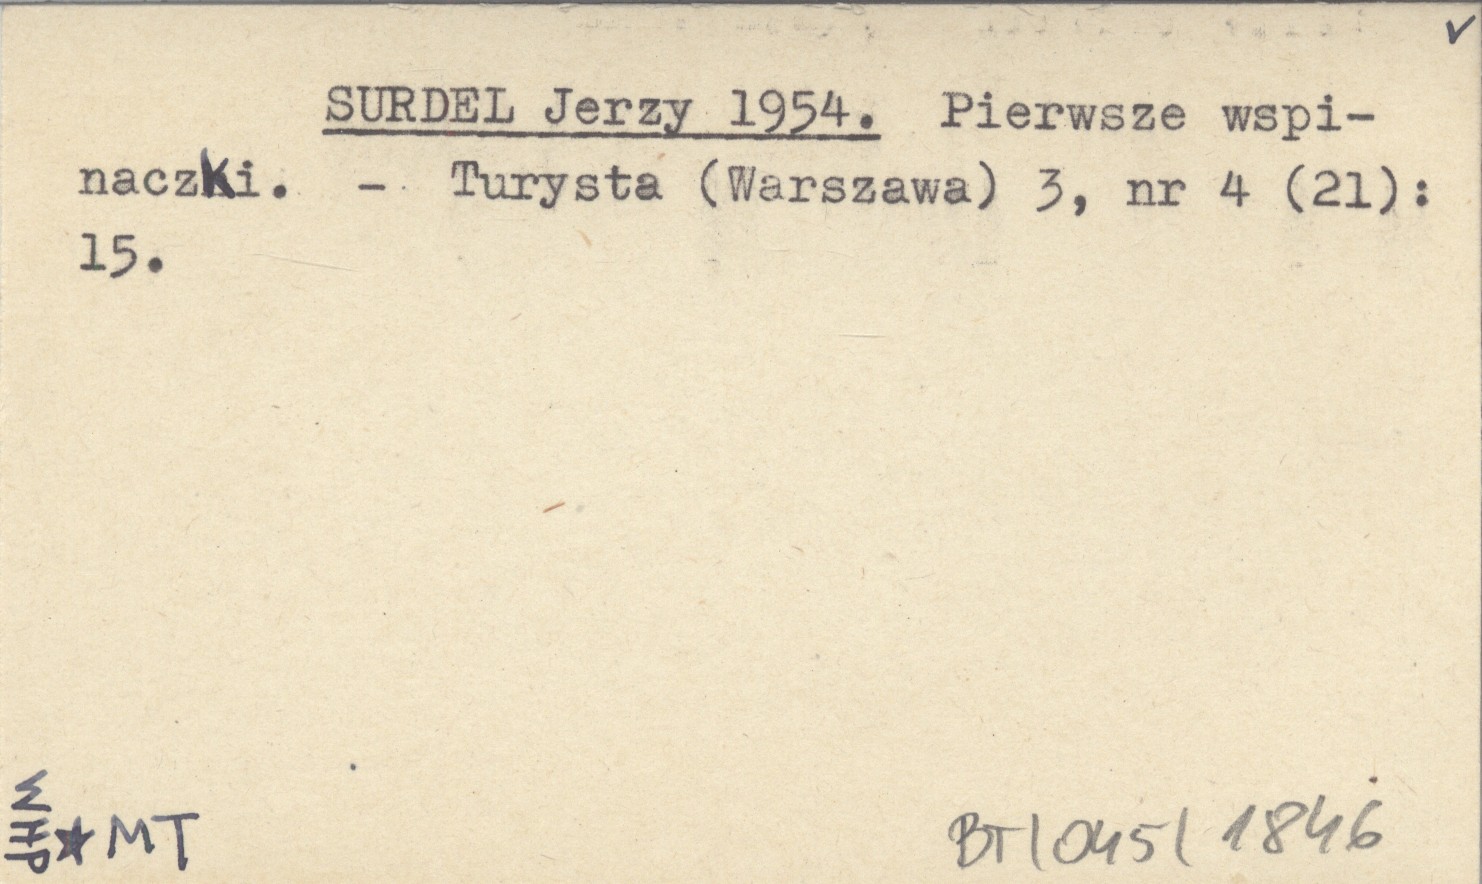 ✓
SURDEL Jerzy 1954. Pierwsze wspi-
naczki. - Turysta (Warszawa) 3, nr 4 (21):
15.
★ MT
BT/045/ 1846